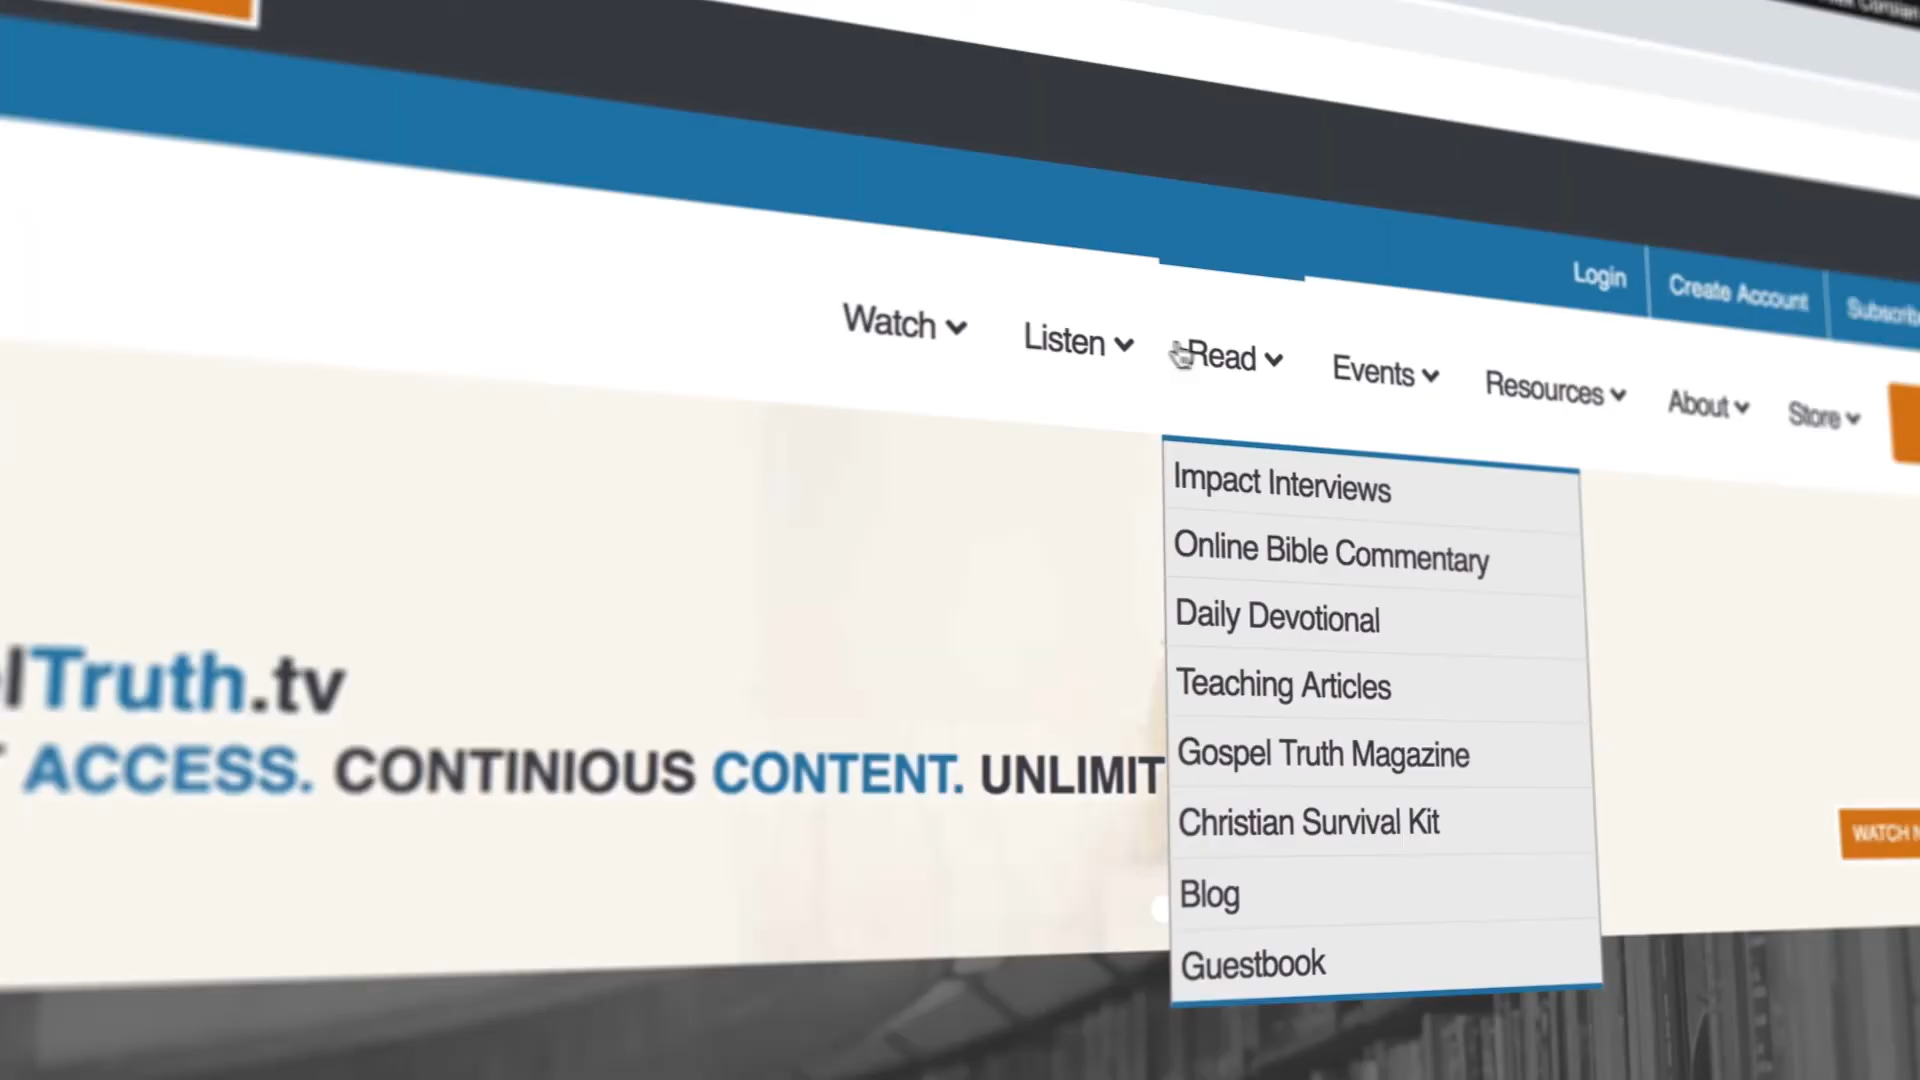 Login Create Account
Watch Listen Read Events Resources About Store
Impact Interviews
Online Bible Commentary
Daily Devotional
Teaching Articles
Gospel Truth Magazine
Christian Survival Kit
Blog
Guestbook
lTruth.tv
ACCESS. CONTINIOUS CONTENT. UNLIMIT
WATCH